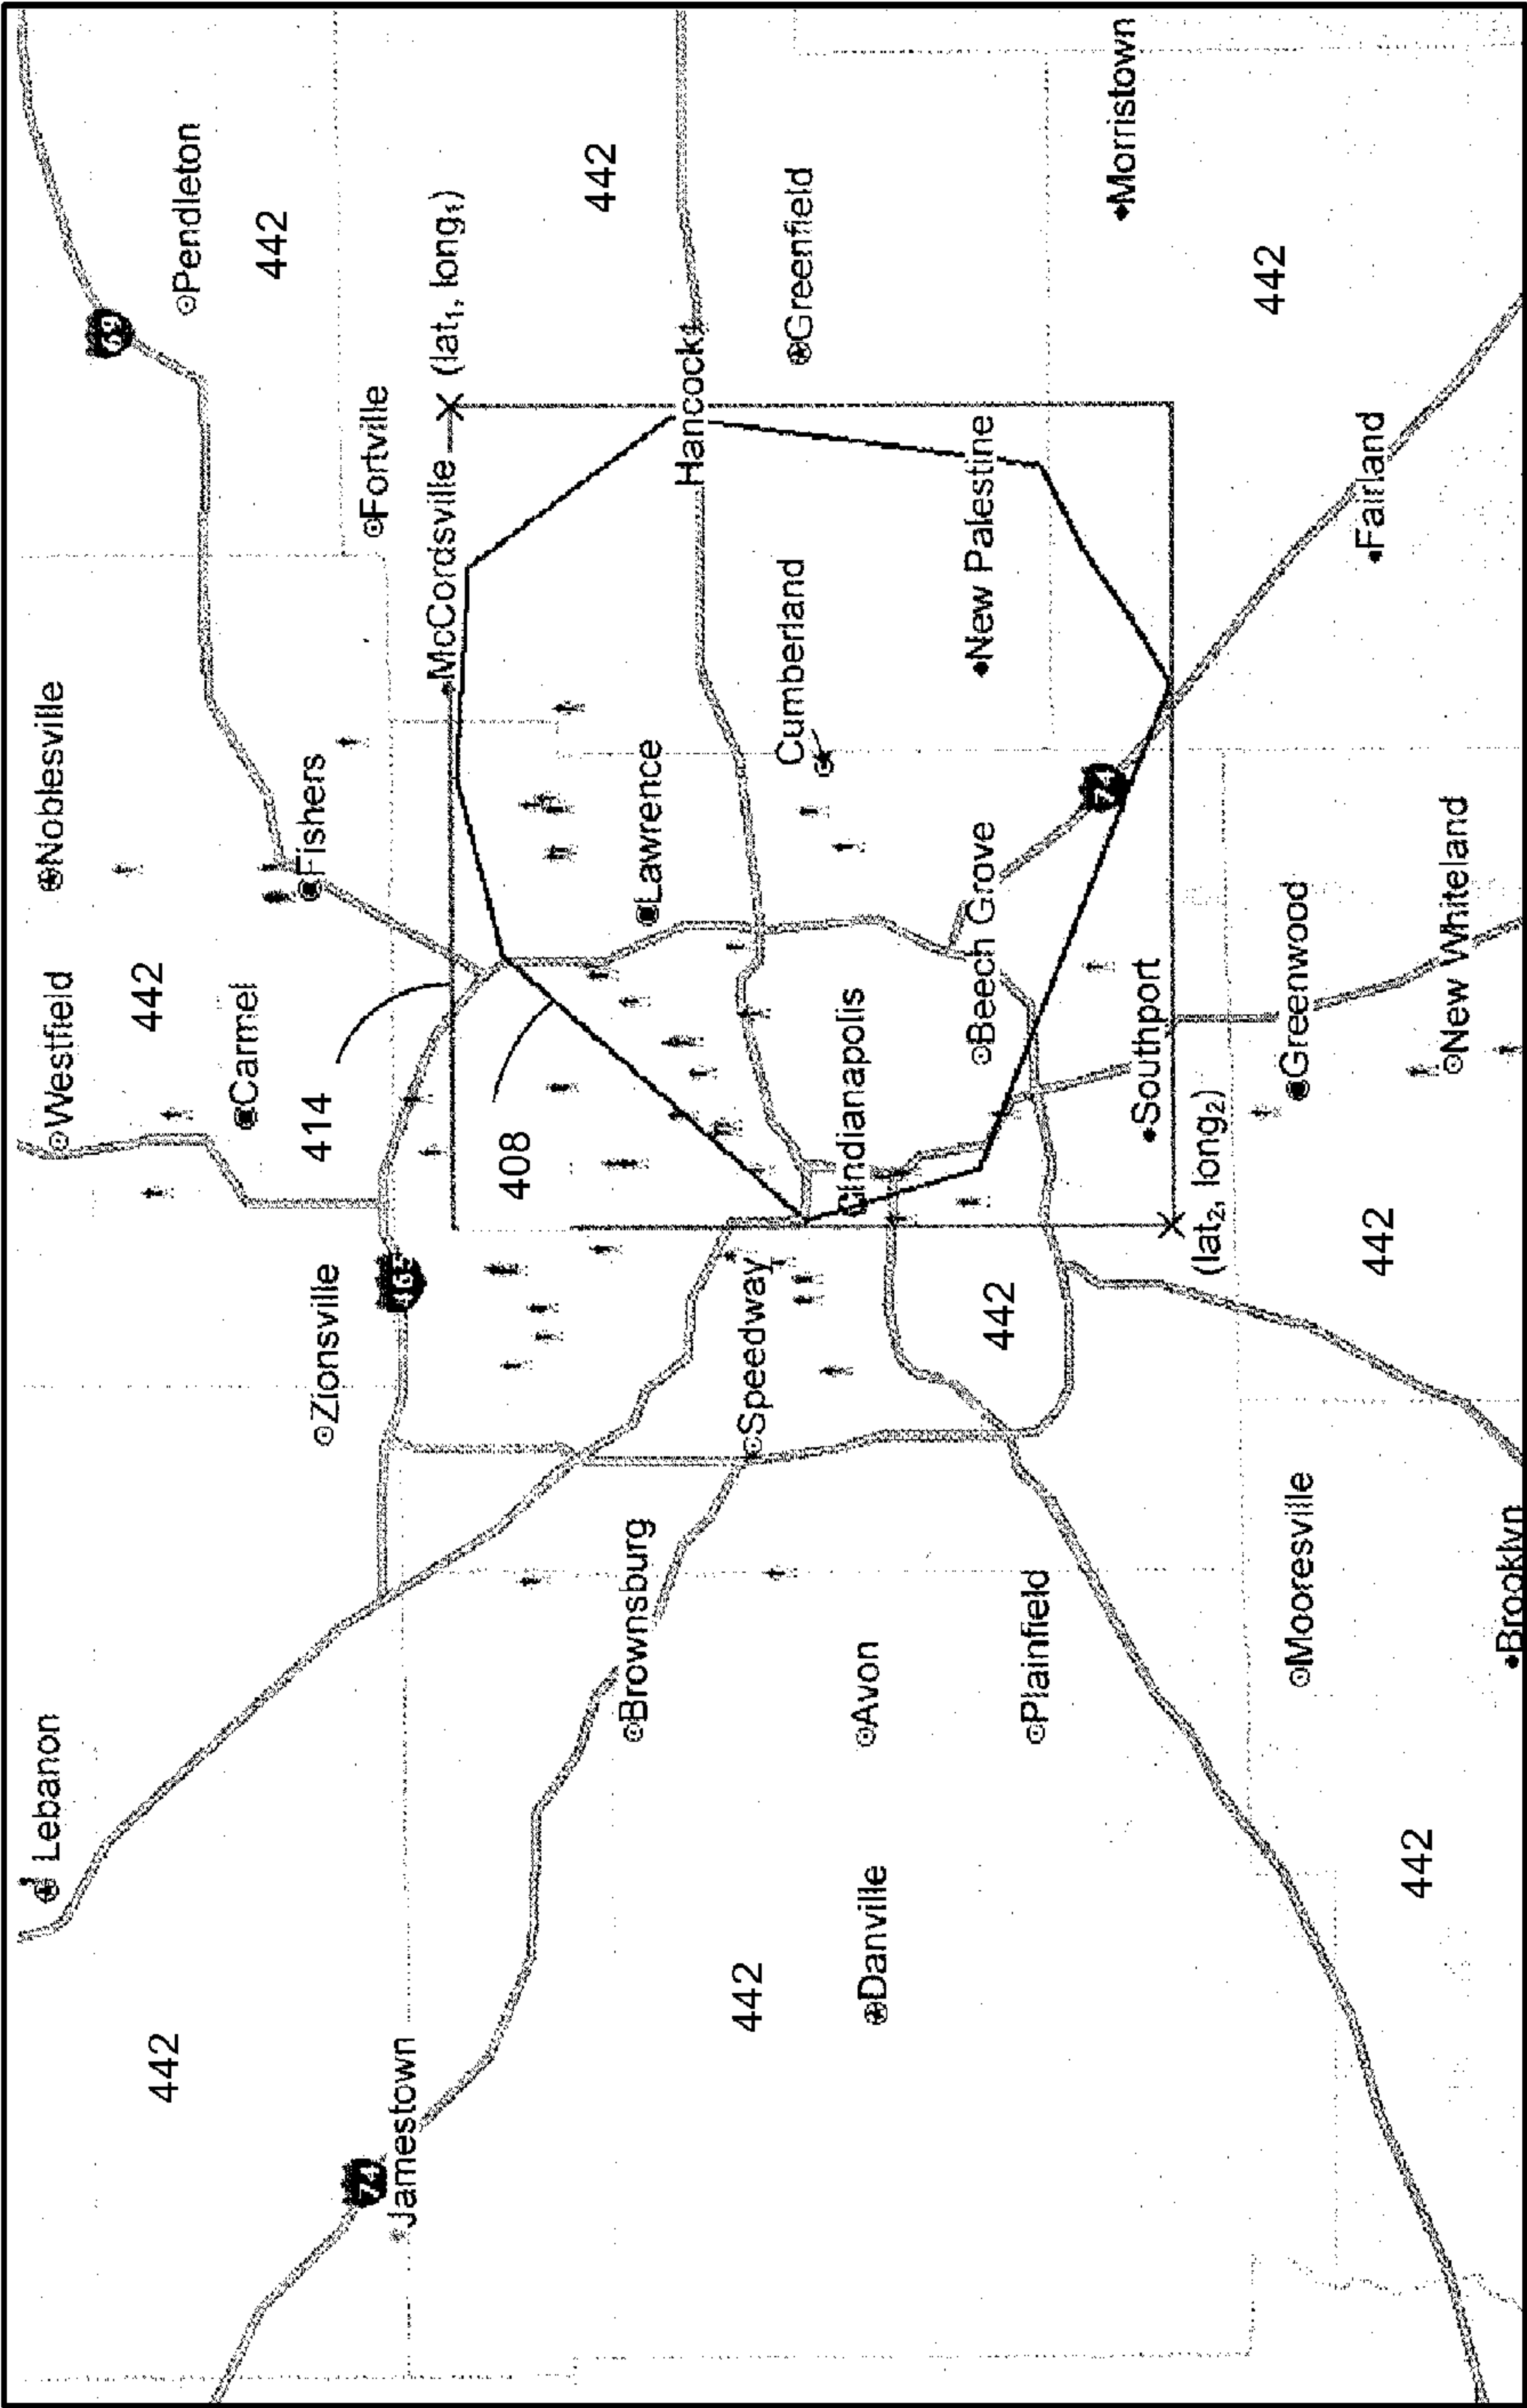 Lebanon
Westfield
Noblesville
442
442
69
Pendleton
442
Carmel
Fishers
414
Zionsville
465
Fortville
74
Jamestown
McCordsville
(lat₁, long₁)
408
442
Brownsburg
Lawrence
Hancock
442
Speedway
Cumberland
Greenfield
Danville
Avon
Indianapolis
442
Beech Grove
New Palestine
Plainfield
74
Southport
Morristown
(lat₂, long₂)
442
Greenwood
Mooresville
442
Fairland
442
New Whiteland
Brooklyn